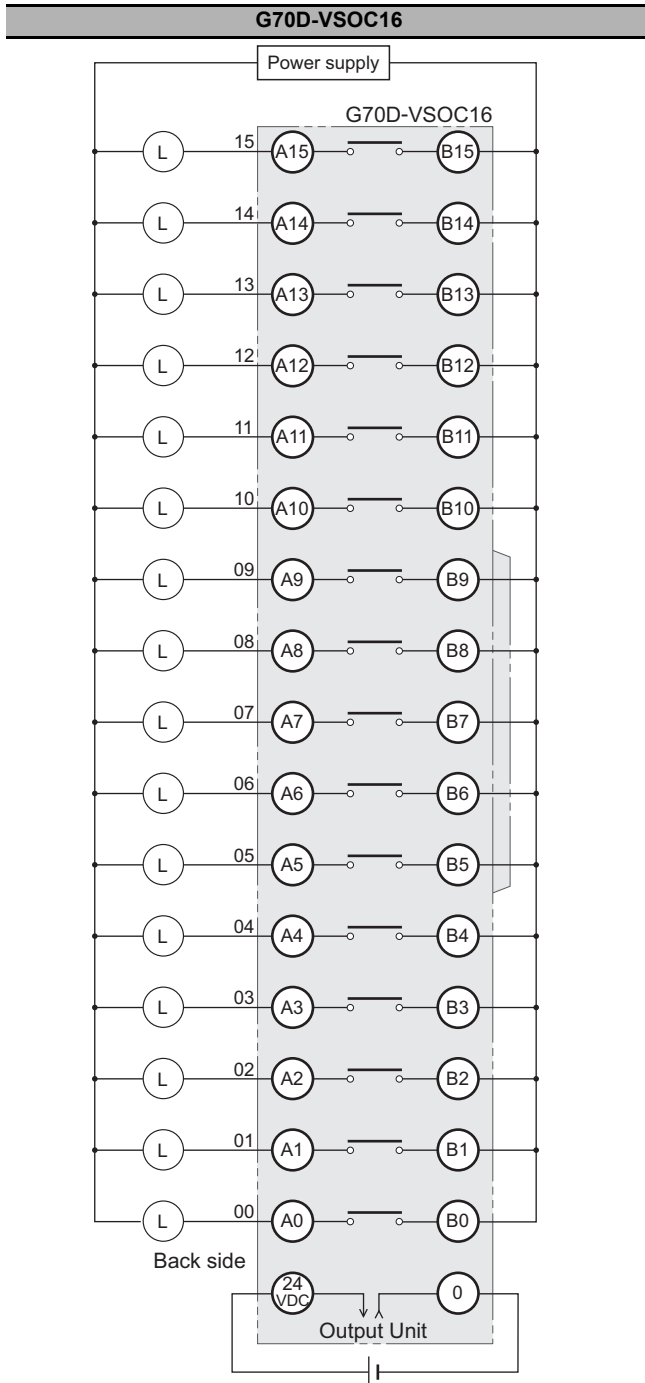 G70D-VSOC16
Power supply
G70D-VSOC16
L 15 A15 B15
L 14 A14 B14
L 13 A13 B13
L 12 A12 B12
L 11 A11 B11
L 10 A10 B10
L 09 A9 B9
L 08 A8 B8
L 07 A7 B7
L 06 A6 B6
L 05 A5 B5
L 04 A4 B4
L 03 A3 B3
L 02 A2 B2
L 01 A1 B1
L 00 A0 B0
Back side
24 VDC 0
Output Unit